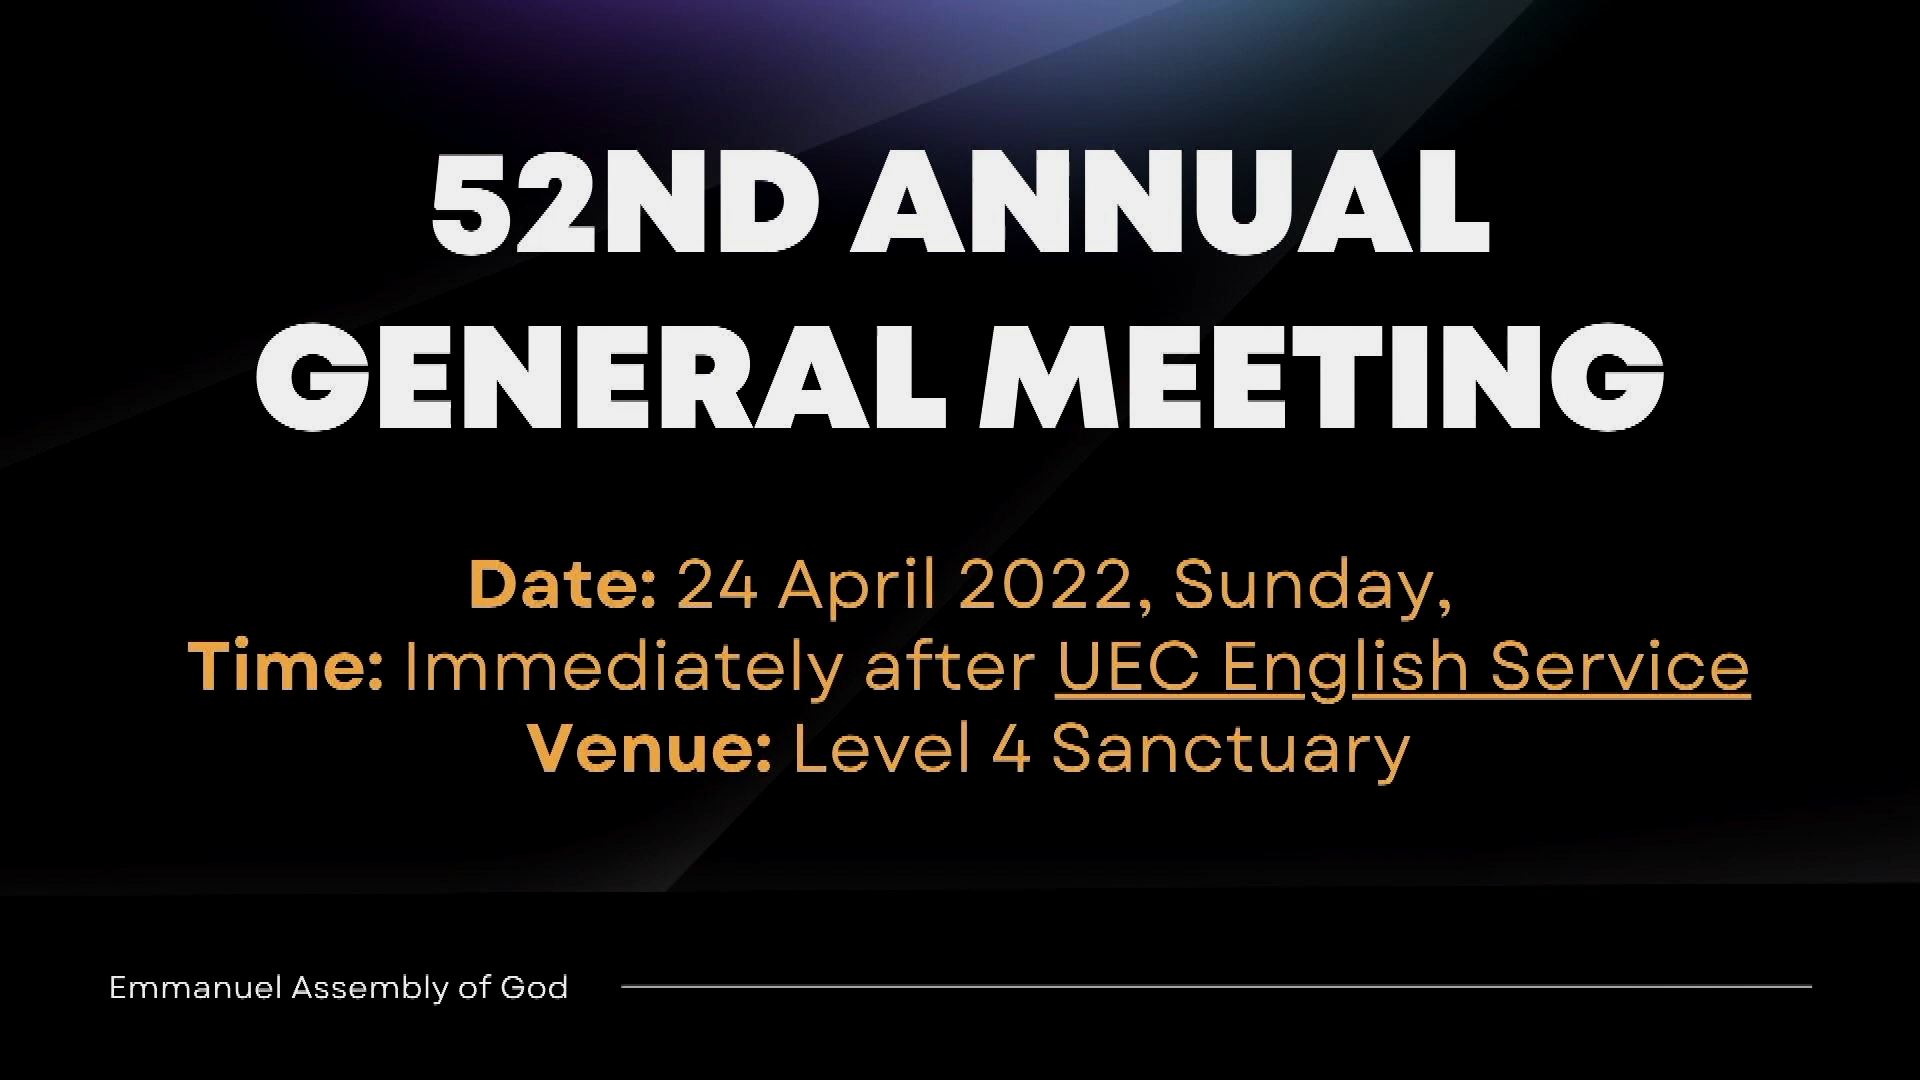 52ND ANNUAL
GENERAL MEETING
Date: 24 April 2022, Sunday,
Time: Immediately after UEC English Service
Venue: Level 4 Sanctuary
Emmanuel Assembly of God